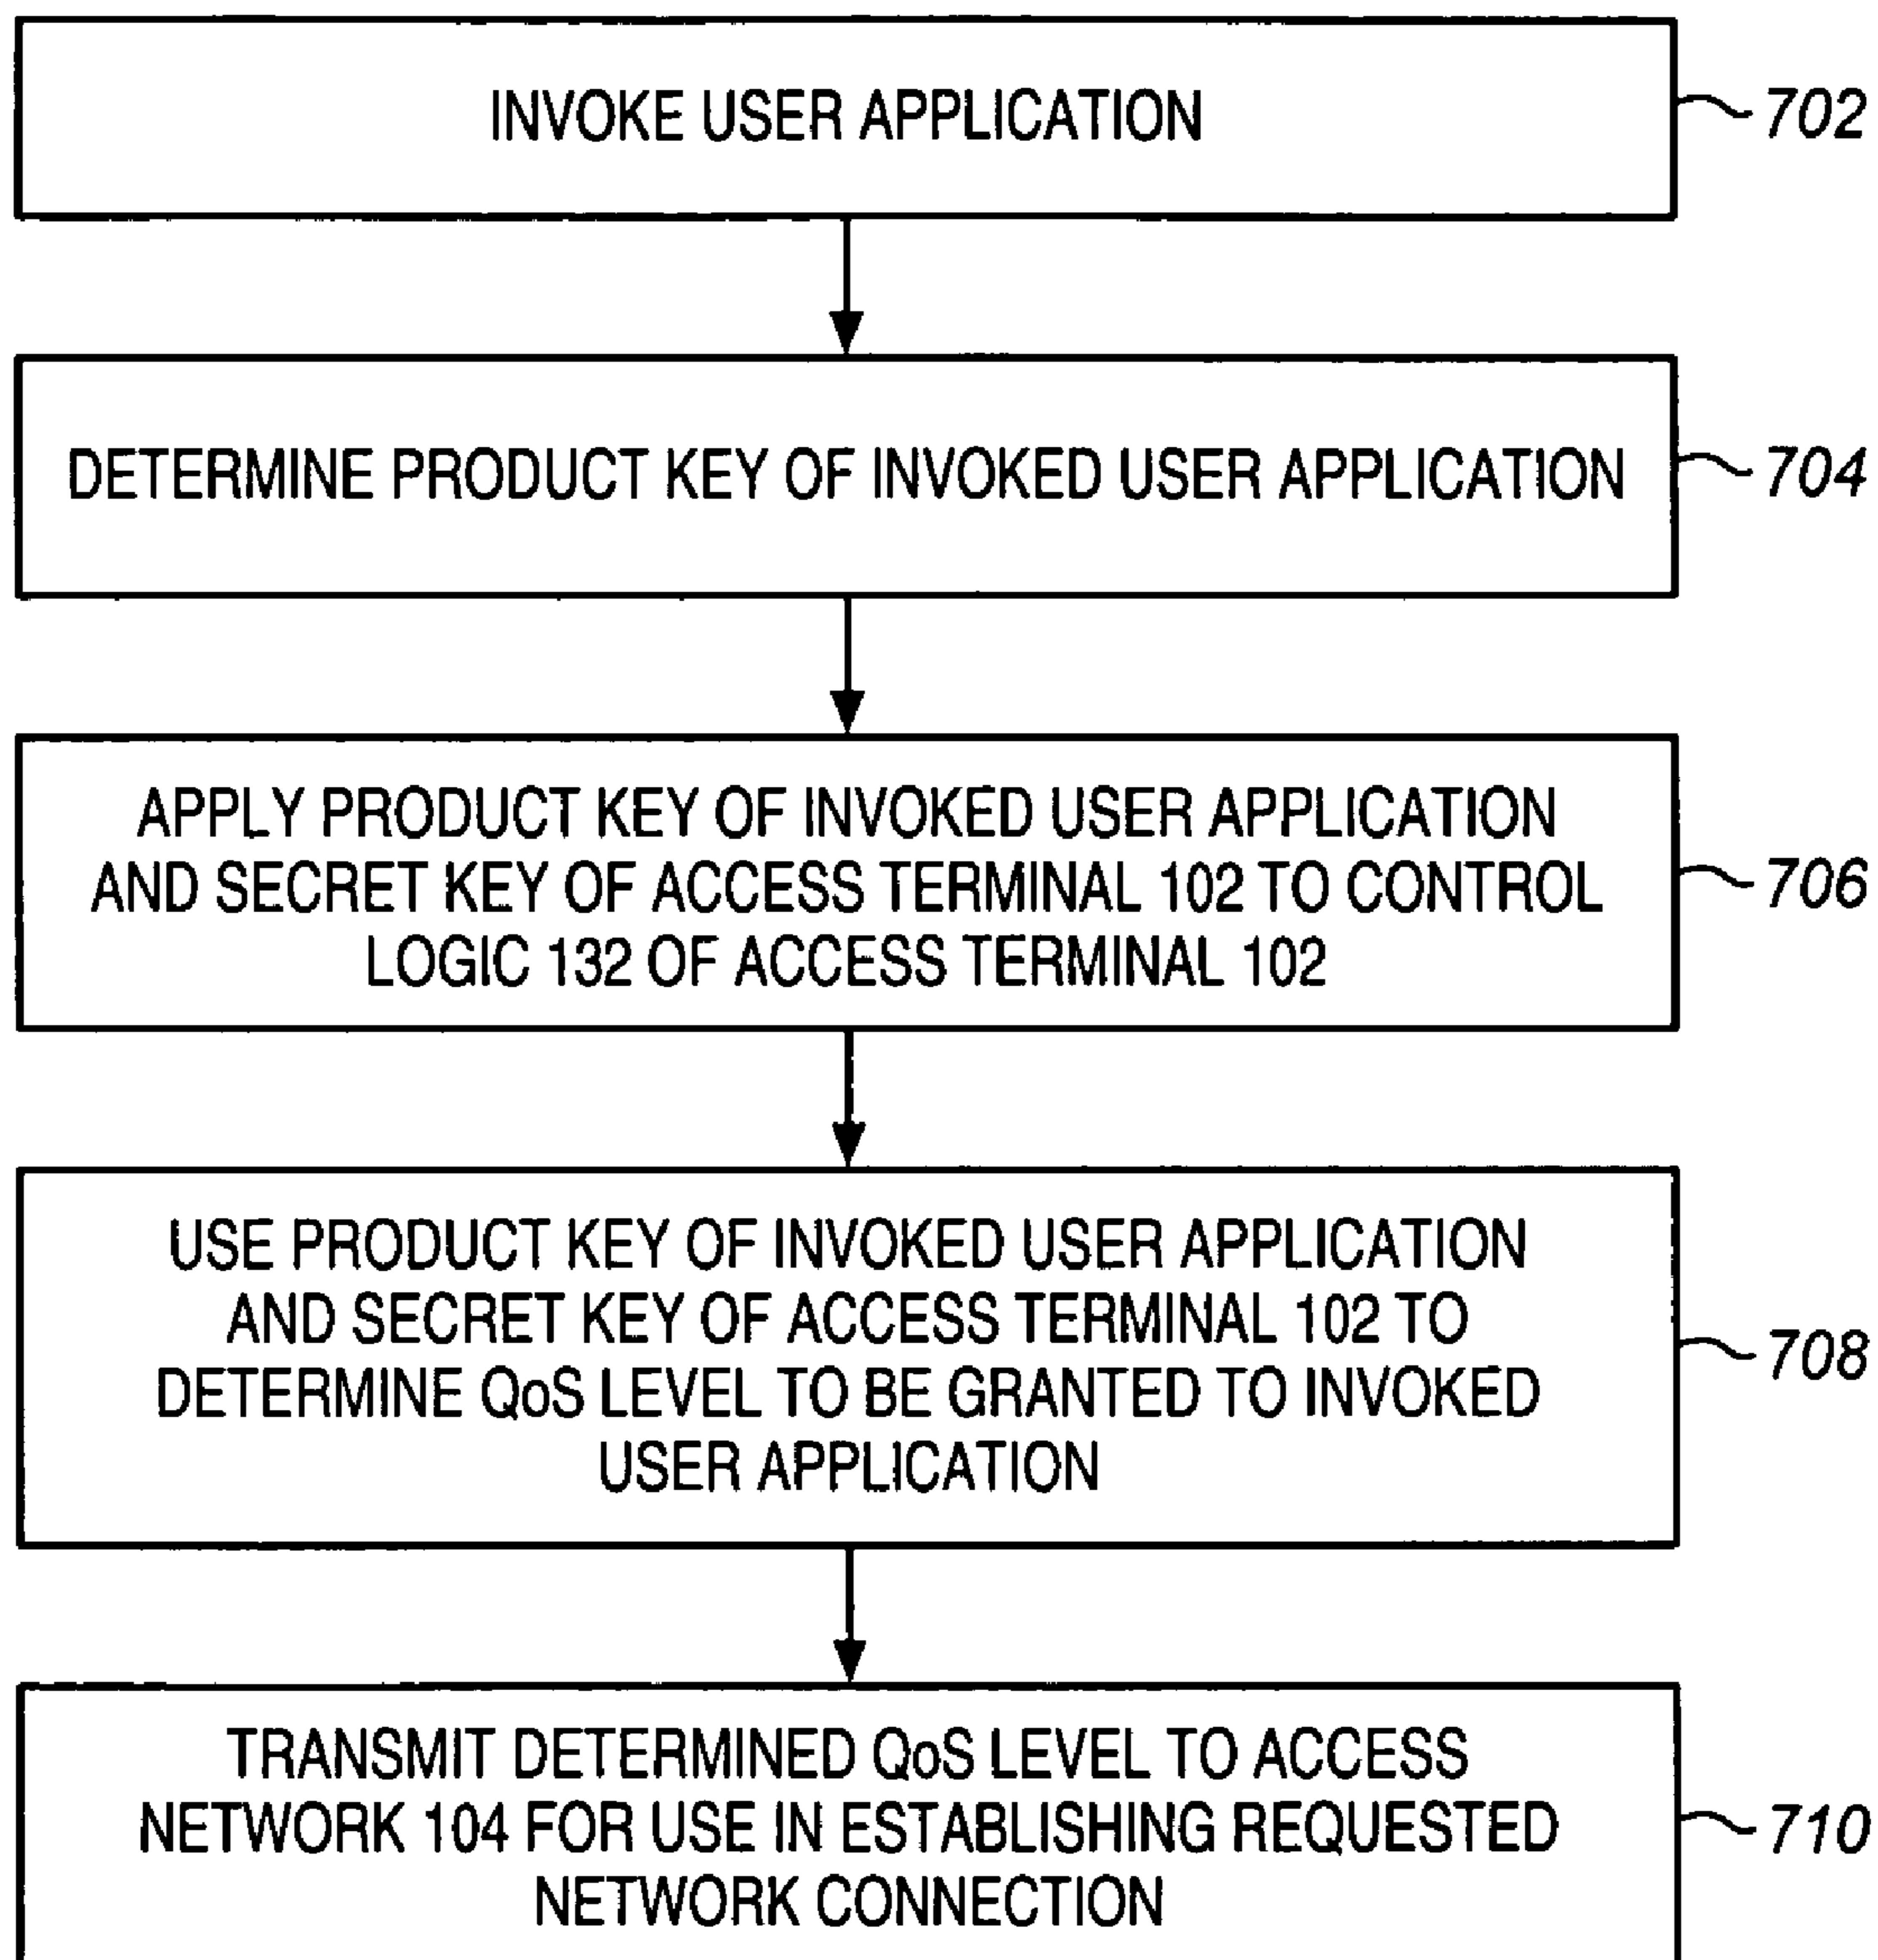 INVOKE USER APPLICATION
702
DETERMINE PRODUCT KEY OF INVOKED USER APPLICATION
704
APPLY PRODUCT KEY OF INVOKED USER APPLICATION
AND SECRET KEY OF ACCESS TERMINAL 102 TO CONTROL
LOGIC 132 OF ACCESS TERMINAL 102
706
USE PRODUCT KEY OF INVOKED USER APPLICATION
AND SECRET KEY OF ACCESS TERMINAL 102 TO
DETERMINE QoS LEVEL TO BE GRANTED TO INVOKED
USER APPLICATION
708
TRANSMIT DETERMINED QoS LEVEL TO ACCESS
NETWORK 104 FOR USE IN ESTABLISHING REQUESTED
NETWORK CONNECTION
710